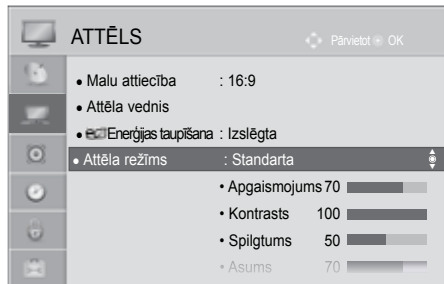 ATTĒLS
Pārvietot OK
• Malu attiecība : 16:9
• Attēla vednis
• Enerģijas taupīšana : Izslēgta
• Attēla režīms : Standarta
• Apgaismojums 70
• Kontrasts 100
• Spilgtums 50
• Asums 70